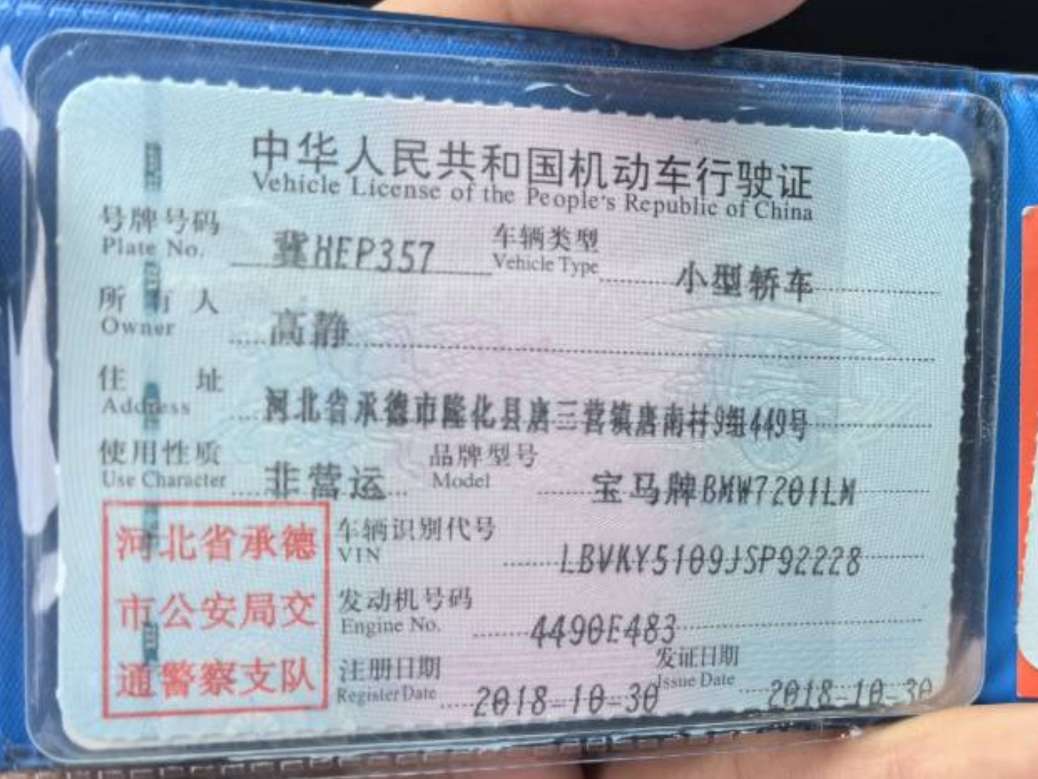 中华人民共和国机动车行驶证
Vehicle License of the People's Republic of China
号牌号码 冀HEP357 车辆类型 小型轿车
Plate No. Vehicle Type
所有人 高静
Owner
住址 河北省承德市隆化县唐三营镇唐南村9组449号
Address
使用性质 非营运 品牌型号 宝马牌BMW7201LM
Use Character Model
河北省承德 车辆识别代号 LBVKY5109JSP92228
VIN
市公安局交 发动机号码 4490E483
Engine No.
通警察支队 注册日期 2018-10-30 发证日期 2018-10-30
Register Date Issue Date